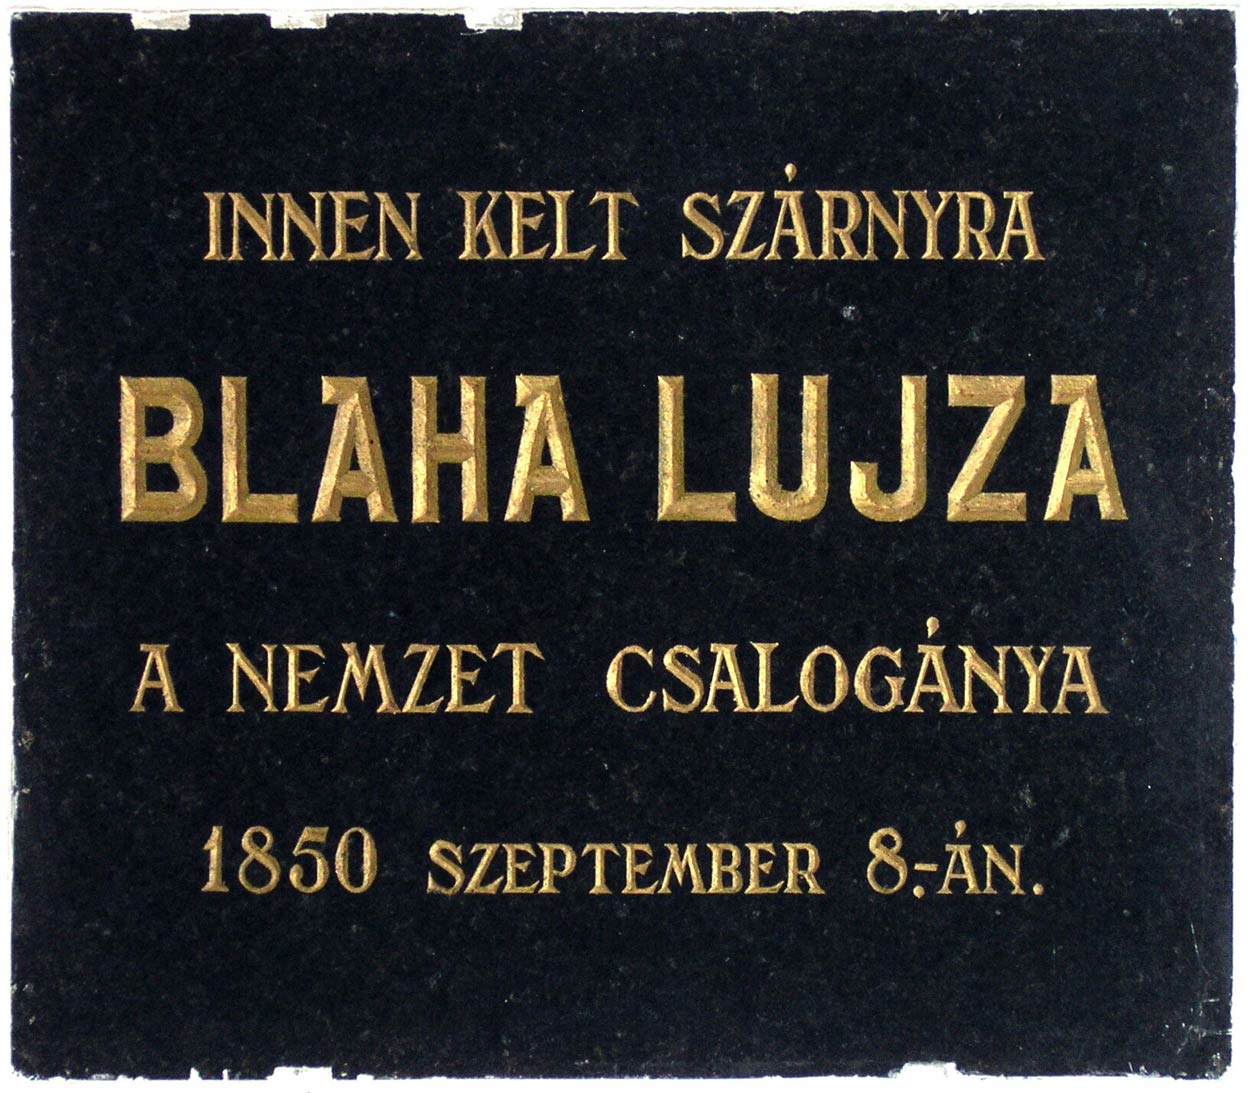 INNEN KELT SZÁRNYRA
BLAHA LUJZA
A NEMZET CSALOGÁNYA
1850 SZEPTEMBER 8.-ÁN.